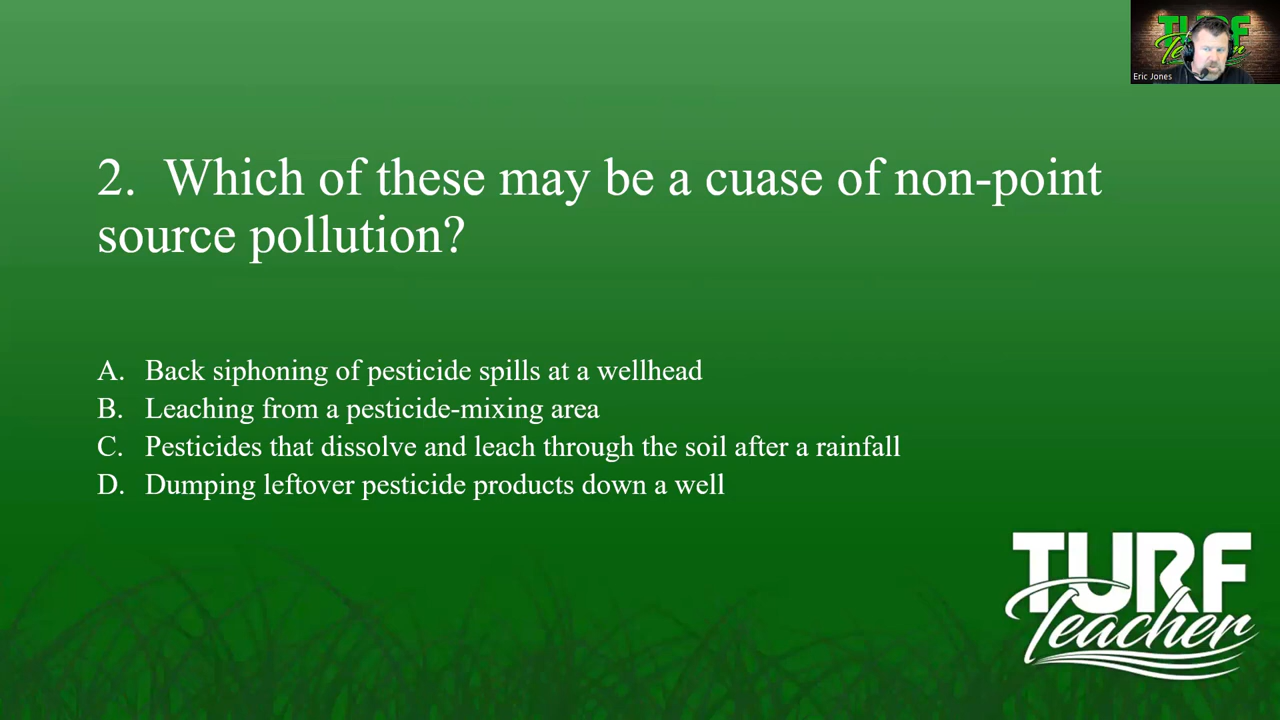 TURF
Teacher
Eric Jones
2. Which of these may be a cuase of non-point
source pollution?
A. Back siphoning of pesticide spills at a wellhead
B. Leaching from a pesticide-mixing area
C. Pesticides that dissolve and leach through the soil after a rainfall
D. Dumping leftover pesticide products down a well
TURF
Teacher